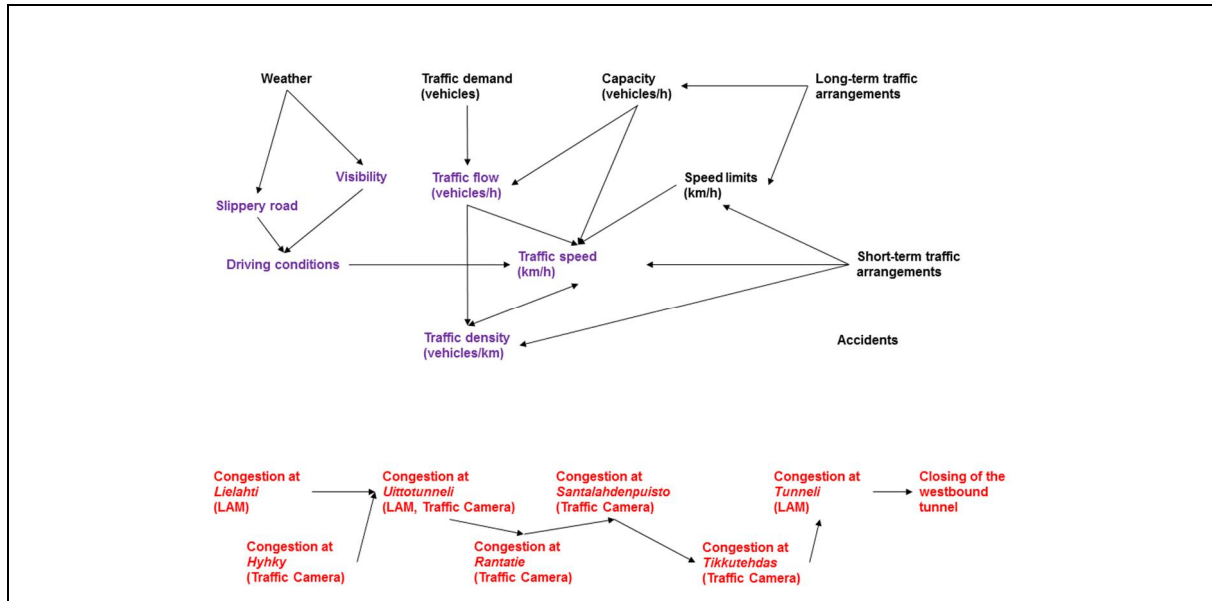 Weather
Traffic demand
(vehicles)
Capacity
(vehicles/h)
Long-term traffic
arrangements
Visibility
Slippery road
Traffic flow
(vehicles/h)
Speed limits
(km/h)
Driving conditions
Traffic speed
(km/h)
Short-term traffic
arrangements
Traffic density
(vehicles/km)
Accidents
Congestion at
Lielahti
(LAM)
Congestion at
Uittotunneli
(LAM, Traffic Camera)
Congestion at
Santalahdenpuisto
(Traffic Camera)
Congestion at
Tunneli
(LAM)
Closing of the
westbound
tunnel
Congestion at
Hyhky
(Traffic Camera)
Congestion at
Rantatie
(Traffic Camera)
Congestion at
Tikkutehdas
(Traffic Camera)